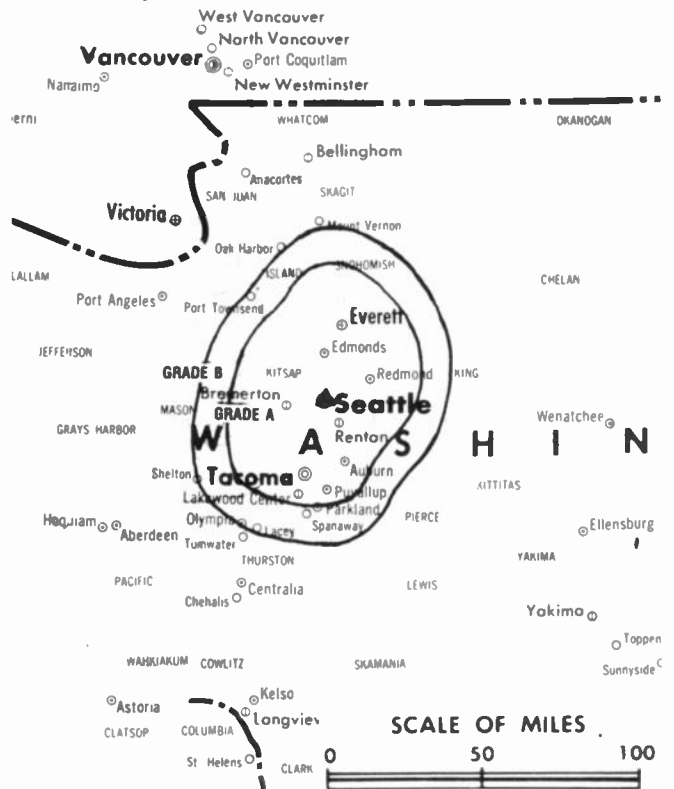 West Vancouver
North Vancouver
Vancouver
Port Coquitlam
New Westminster
Nanaimo
erni
WHATCOM
OKANOGAN
Bellingham
Anacortes
SAN JUAN
SKAGIT
Victoria
Mount Vernon
Oak Harbor
SNOHOMISH
ISLAND
LALLAM
CHELAN
Port Angeles
Port Townsend
Everett
JEFFERSON
Edmonds
GRADE B
KITSAP
Redmond
KING
Bremerton
Seattle
MASON
GRADE A
Wenatchee
GRAYS HARBOR
W A S H I N
Renton
Shelton
Tacoma
Auburn
KITTITAS
Lakewood Center
Puyallup
Parkland
Hoquiam
Aberdeen
Olympia
Lacey
Spanaway
PIERCE
Ellensburg
Tumwater
THURSTON
YAKIMA
PACIFIC
Centralia
LEWIS
Chehalis
Yakima
Toppen
WAHKIAKUM
COWLITZ
SKAMANIA
Sunnyside
Astoria
Kelso
Longview
CLATSOP
COLUMBIA
SCALE OF MILES
St Helens
CLARK
0 50 100